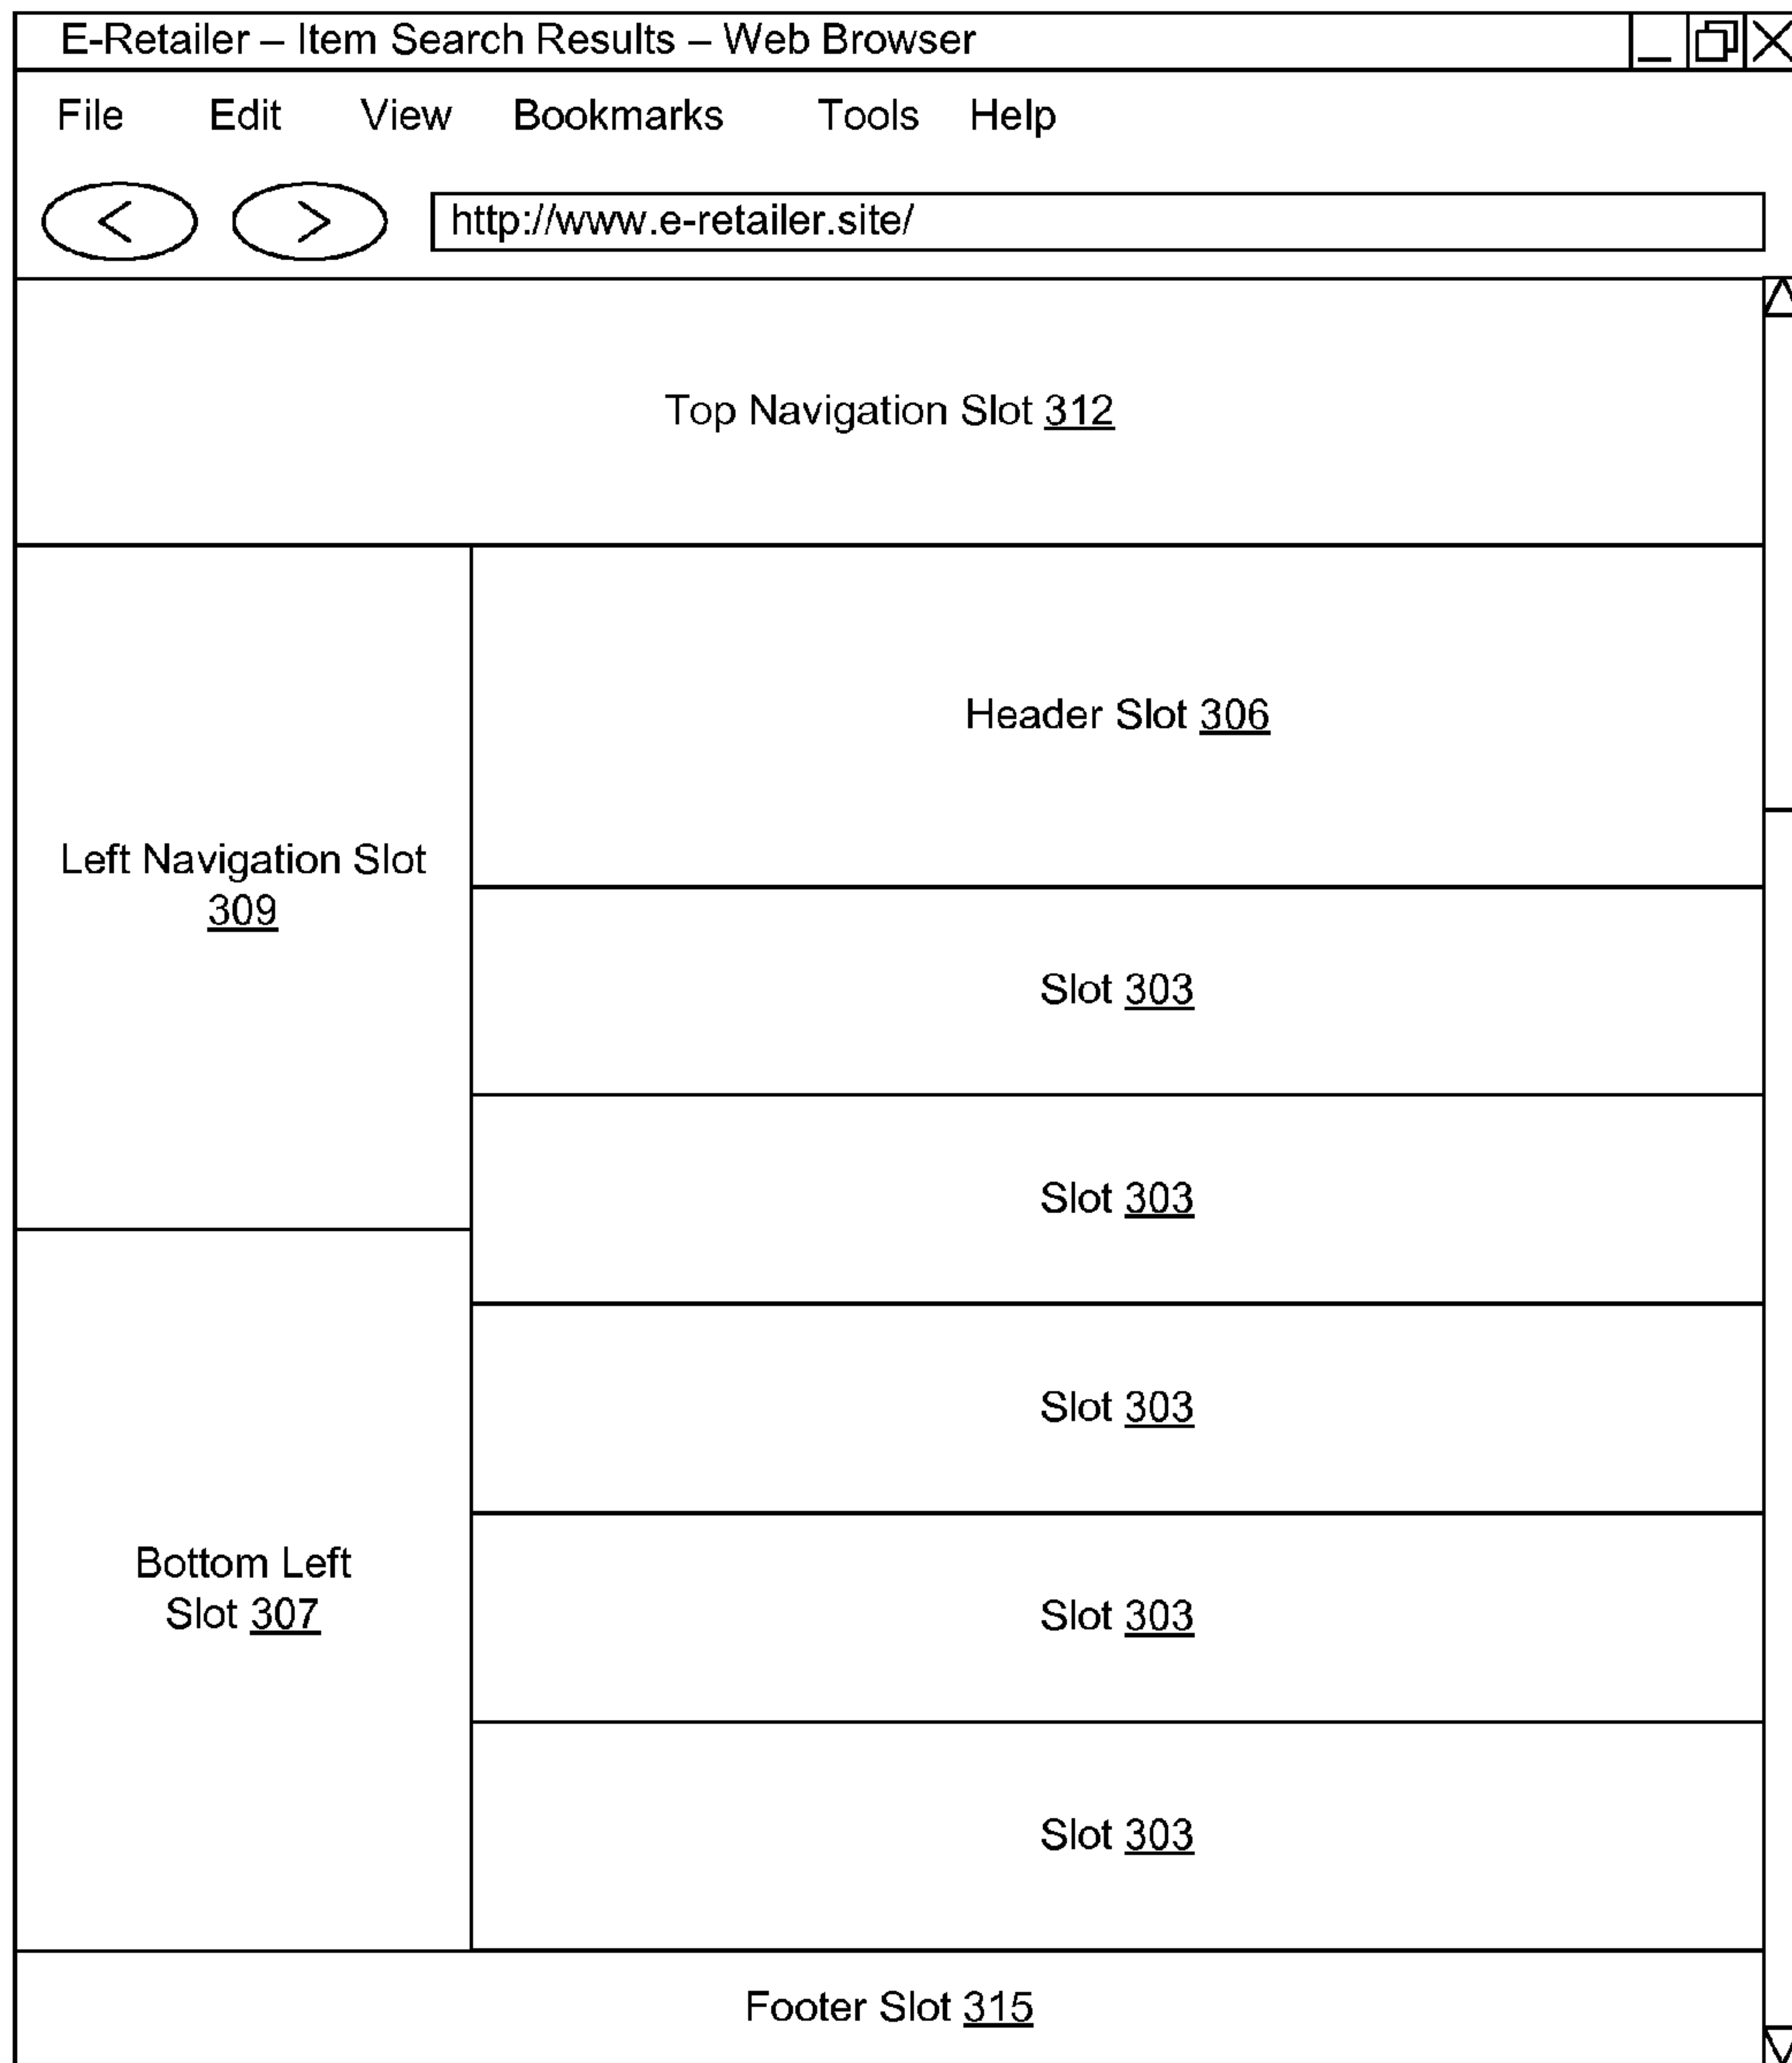 E-Retailer – Item Search Results – Web Browser
File Edit View Bookmarks Tools Help
http://www.e-retailer.site/
Top Navigation Slot 312
Header Slot 306
Left Navigation Slot
309
Slot 303
Slot 303
Slot 303
Slot 303
Slot 303
Bottom Left
Slot 307
Footer Slot 315